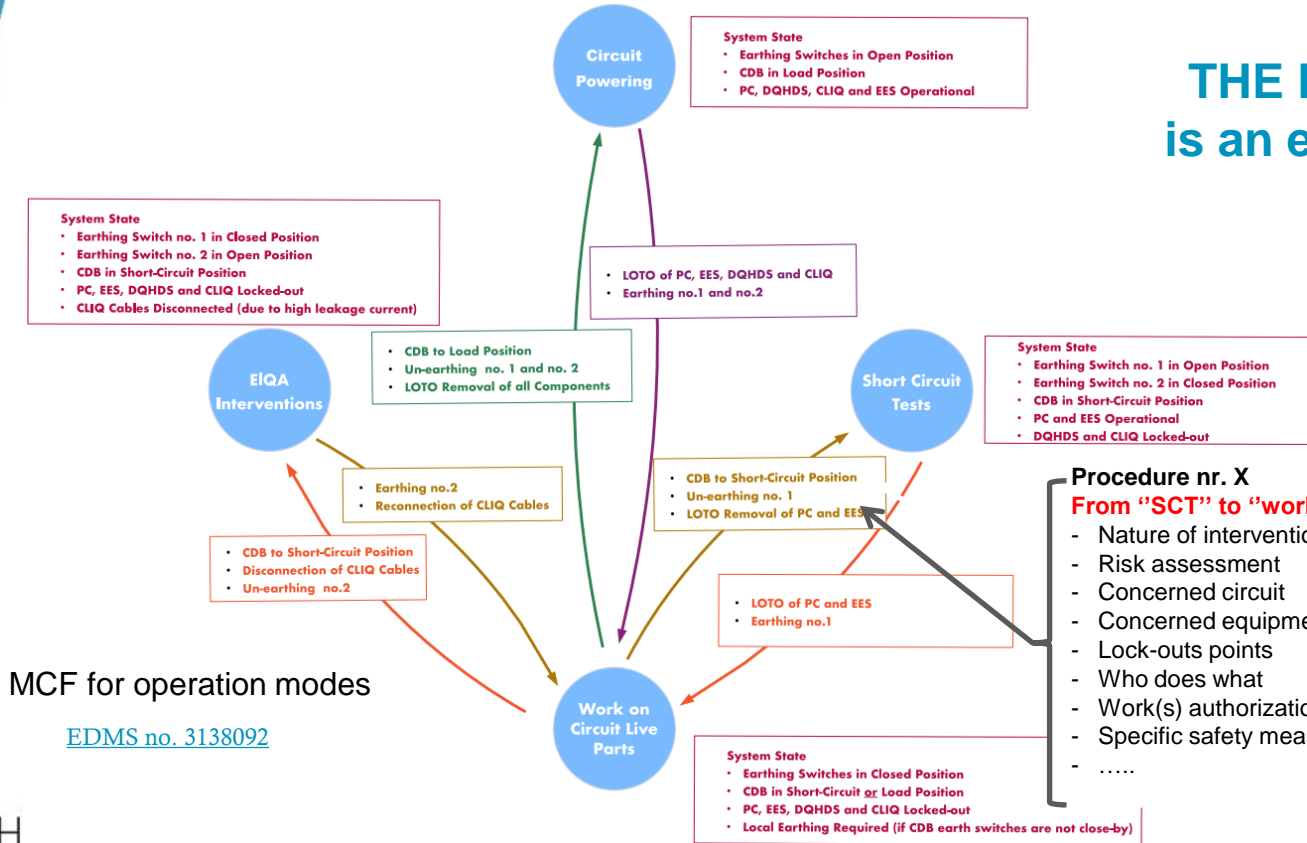 Circuit
Powering
System State
• Earthing Switches in Open Position
• CDB in Load Position
• PC, DQHDS, CLIQ and EES Operational
THE
is an e
System State
• Earthing Switch no. 1 in Closed Position
• Earthing Switch no. 2 in Open Position
• CDB in Short-Circuit Position
• PC, EES, DQHDS and CLIQ Locked-out
• CLIQ Cables Disconnected (due to high leakage current)
• LOTO of PC, EES, DQHDS and CLIQ
• Earthing no.1 and no.2
• CDB to Load Position
• Un-earthing no. 1 and no. 2
• LOTO Removal of all Components
ElQA
Interventions
Short Circuit
Tests
System State
• Earthing Switch no. 1 in Open Position
• Earthing Switch no. 2 in Closed Position
• CDB in Short-Circuit Position
• PC and EES Operational
• DQHDS and CLIQ Locked-out
• Earthing no.2
• Reconnection of CLIQ Cables
• CDB to Short-Circuit Position
• Un-earthing no. 1
• LOTO Removal of PC and EES
• CDB to Short-Circuit Position
• Disconnection of CLIQ Cables
• Un-earthing no.2
• LOTO of PC and EES
• Earthing no.1
Procedure nr. X
From ‘‘SCT’’ to ‘‘work
- Nature of interventio
- Risk assessment
- Concerned circuit
- Concerned equipme
- Lock-outs points
- Who does what
- Work(s) authorizatio
- Specific safety meas
- …..
MCF for operation modes
EDMS no. 3138092
Work on
Circuit Live
Parts
System State
• Earthing Switches in Closed Position
• CDB in Short-Circuit or Load Position
• PC, EES, DQHDS and CLIQ Locked-out
• Local Earthing Required (if CDB earth switches are not close-by)
H